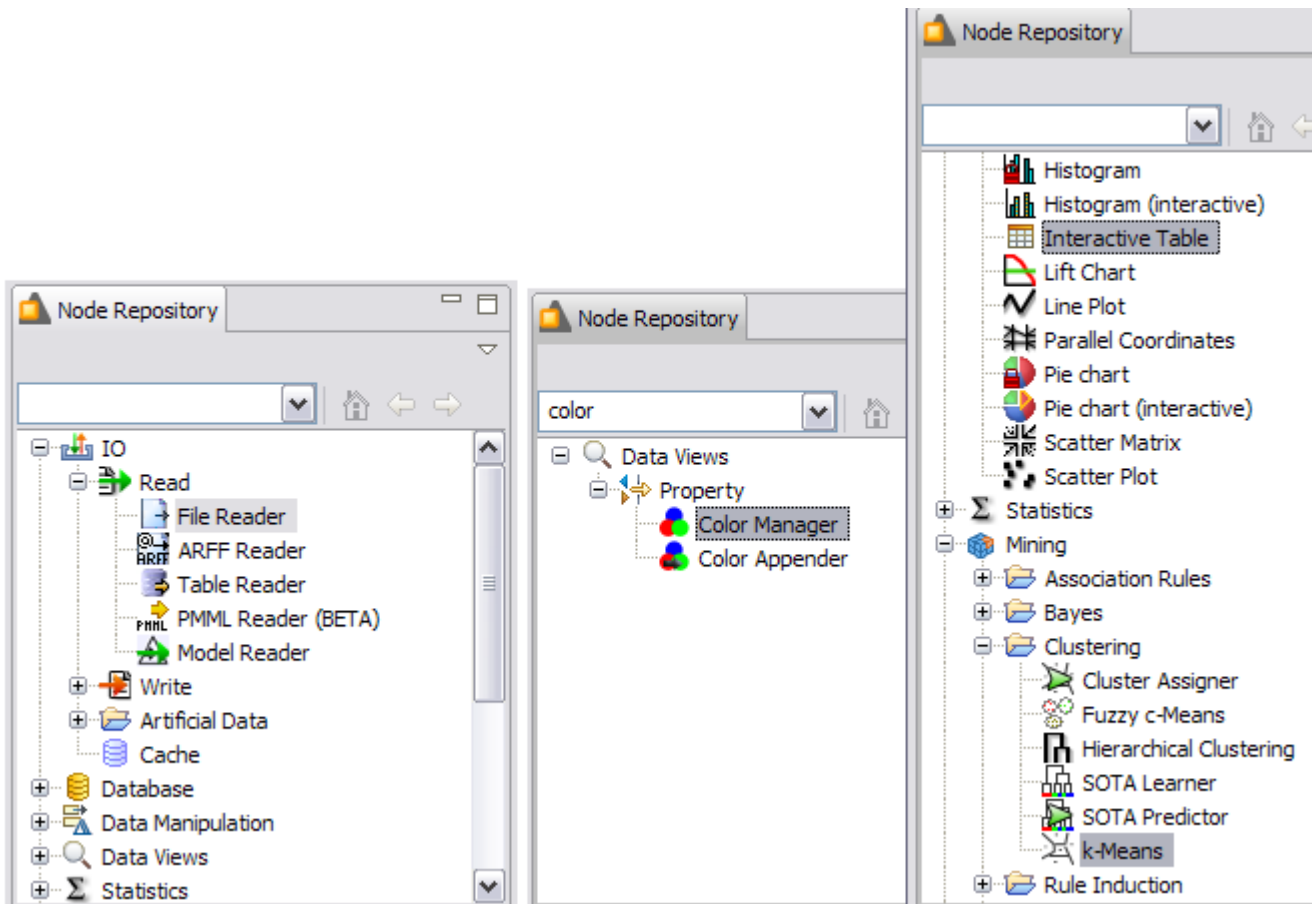 Node Repository
IO
Read
File Reader
ARFF Reader
Table Reader
PMML Reader (BETA)
Model Reader
Write
Artificial Data
Cache
Database
Data Manipulation
Data Views
Statistics
Node Repository
color
Data Views
Property
Color Manager
Color Appender
Node Repository
Histogram
Histogram (interactive)
Interactive Table
Lift Chart
Line Plot
Parallel Coordinates
Pie chart
Pie chart (interactive)
Scatter Matrix
Scatter Plot
Statistics
Mining
Association Rules
Bayes
Clustering
Cluster Assigner
Fuzzy c-Means
Hierarchical Clustering
SOTA Learner
SOTA Predictor
k-Means
Rule Induction